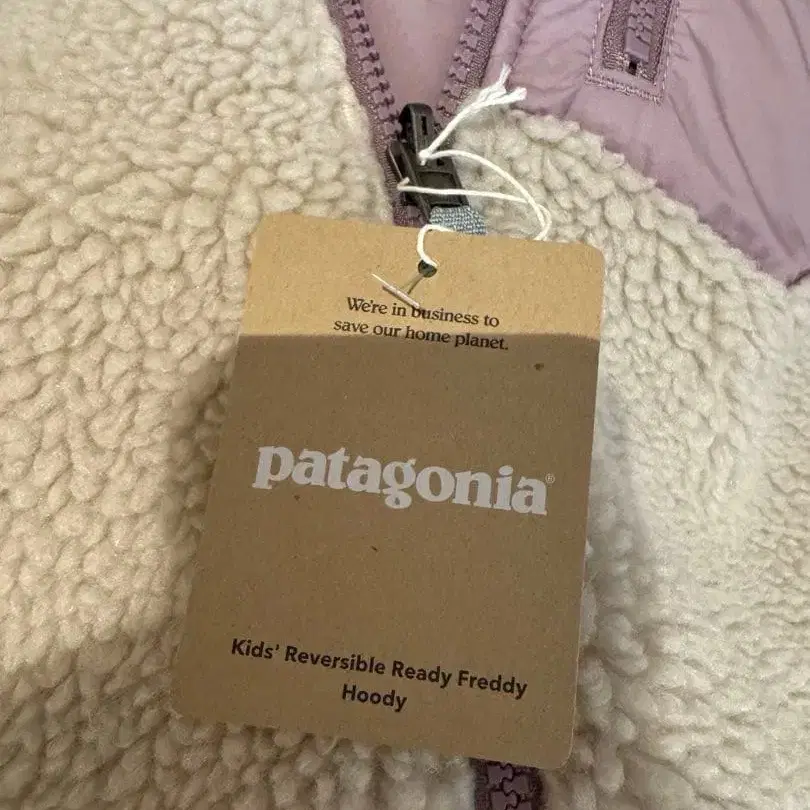 We're in business to
save our home planet.
patagonia®
Kids' Reversible Ready Freddy
Hoody